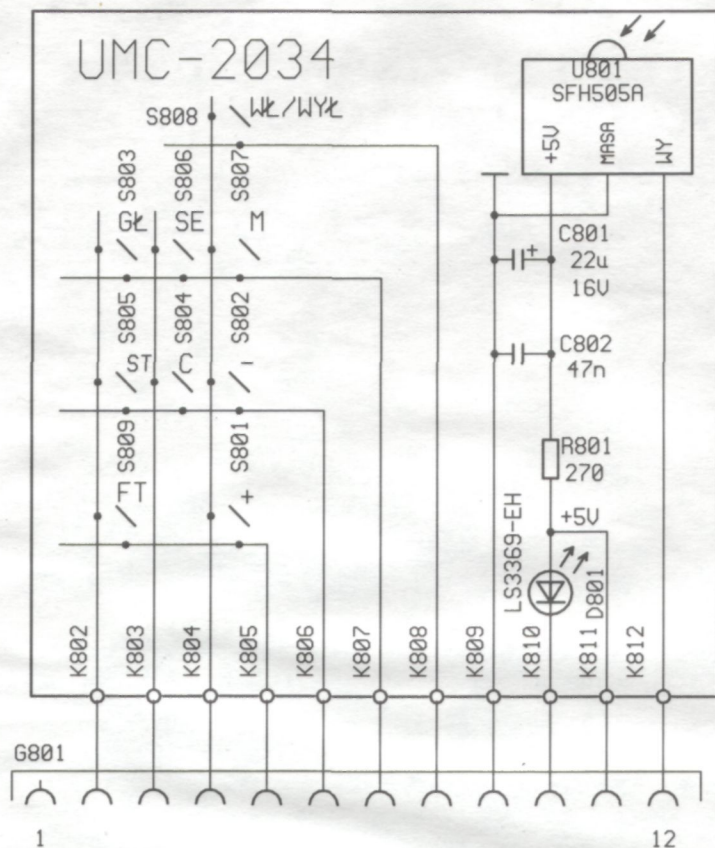 UMC-2034
U801
SFH505A
+5V
MASA
WY
S808
WŁ/WYŁ
S803
S806
S807
GŁ
SE
M
C801
+
22u
16V
S805
S804
S802
ST
C
-
C802
47n
S809
S801
R801
270
FT
+
+5V
LS3369-EH
D801
K802
K803
K804
K805
K806
K807
K808
K809
K810
K811
K812
G801
1
12